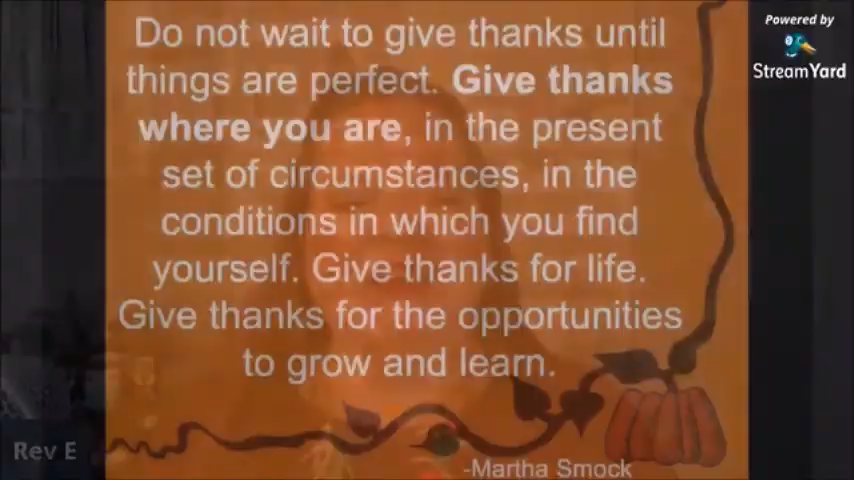 Do not wait to give thanks until
things are perfect. Give thanks
where you are, in the present
set of circumstances, in the
conditions in which you find
yourself. Give thanks for life.
Give thanks for the opportunities
to grow and learn.
-Martha Smock
Powered by
StreamYard
Rev E